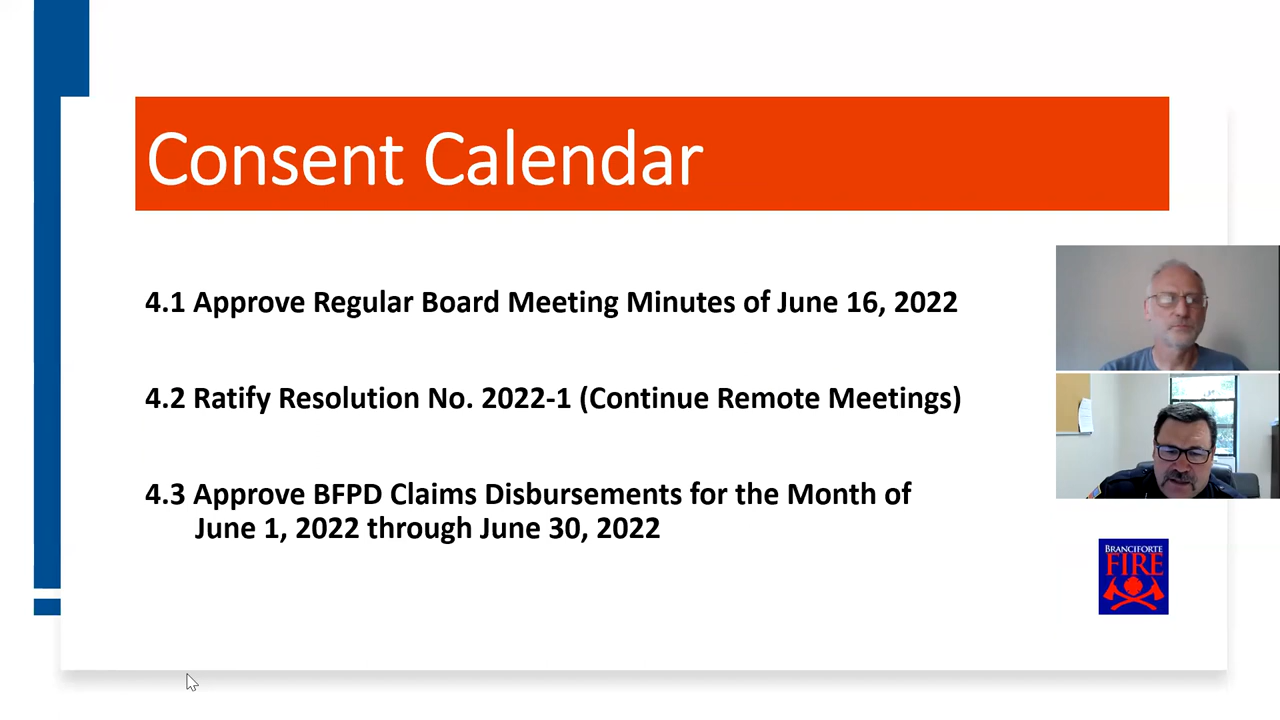 Consent Calendar
4.1 Approve Regular Board Meeting Minutes of June 16, 2022
4.2 Ratify Resolution No. 2022-1 (Continue Remote Meetings)
4.3 Approve BFPD Claims Disbursements for the Month of
June 1, 2022 through June 30, 2022
BRANCIFORTE
FIRE